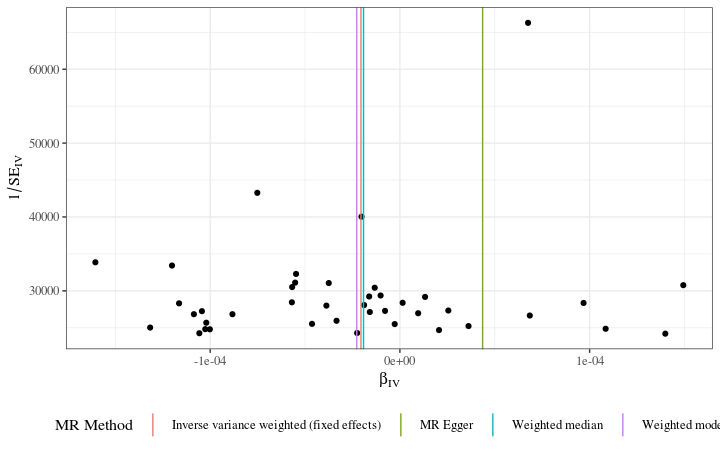 60000
50000
40000
30000
1/SE_IV
-1e-04
0e+00
1e-04
β_IV
MR Method
Inverse variance weighted (fixed effects)
MR Egger
Weighted median
Weighted mode